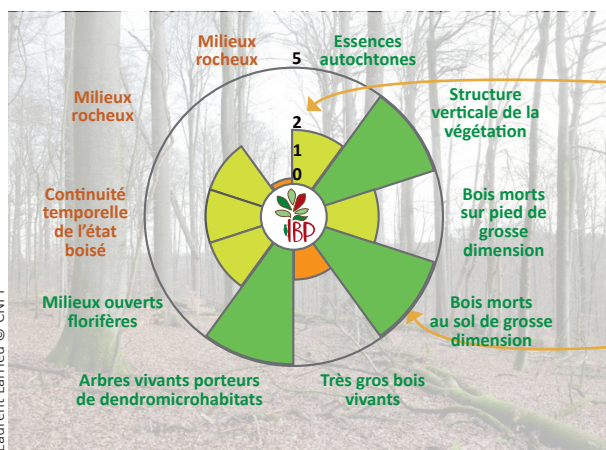 Milieux
rocheux
Essences
autochtones
5
Milieux
rocheux
Structure
verticale de la
végétation
2
1
0
Continuité
temporelle
de l'état
boisé
IBP
Bois morts
sur pied de
grosse
dimension
Milieux ouverts
florifères
Bois morts
au sol de grosse
dimension
Arbres vivants porteurs
de dendromicrohabitats
Très gros bois
vivants
Laurent Larrieu © CNPF